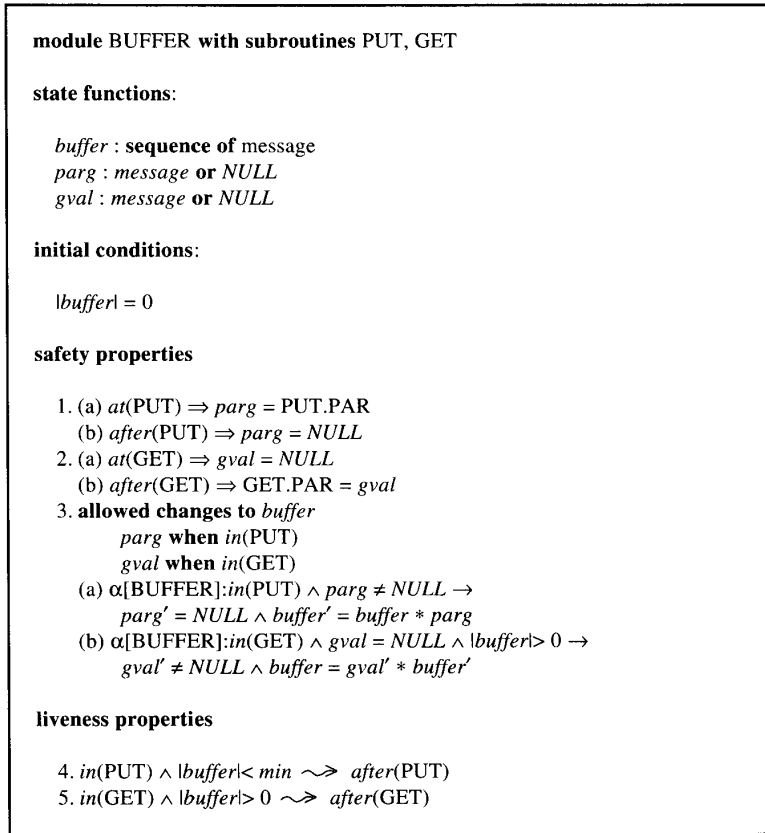 module BUFFER with subroutines PUT, GET
state functions:
buffer : sequence of message
parg : message or NULL
gval : message or NULL
initial conditions:
|buffer| = 0
safety properties
1. (a) at(PUT) ⇒ parg = PUT.PAR
(b) after(PUT) ⇒ parg = NULL
2. (a) at(GET) ⇒ gval = NULL
(b) after(GET) ⇒ GET.PAR = gval
3. allowed changes to buffer
parg when in(PUT)
gval when in(GET)
(a) α[BUFFER]:in(PUT) ∧ parg ≠ NULL →
parg′ = NULL ∧ buffer′ = buffer * parg
(b) α[BUFFER]:in(GET) ∧ gval = NULL ∧ |buffer|> 0 →
gval′ ≠ NULL ∧ buffer = gval′ * buffer′
liveness properties
4. in(PUT) ∧ |buffer|< min ⤳ after(PUT)
5. in(GET) ∧ |buffer|> 0 ⤳ after(GET)